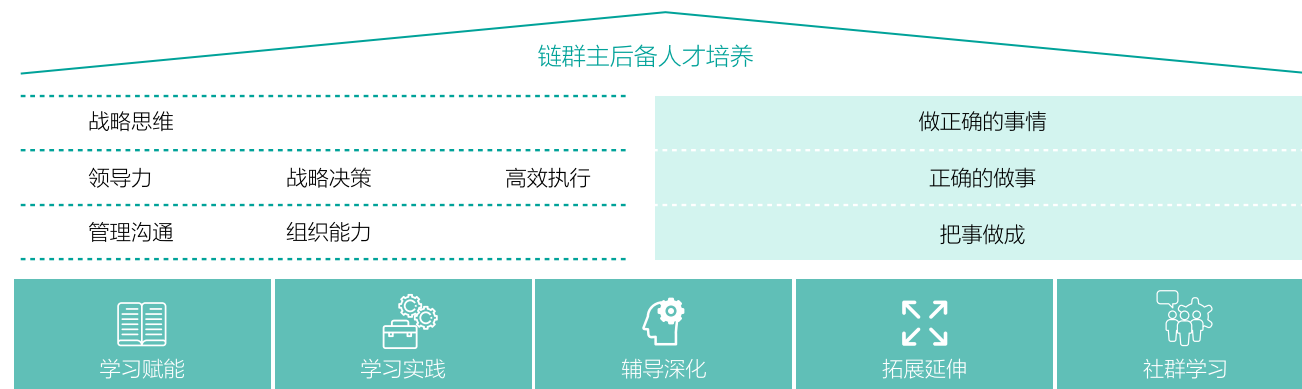 链群主后备人才培养
战略思维 做正确的事情
领导力 战略决策 高效执行 正确的做事
管理沟通 组织能力 把事做成
学习赋能 学习实践 辅导深化 拓展延伸 社群学习